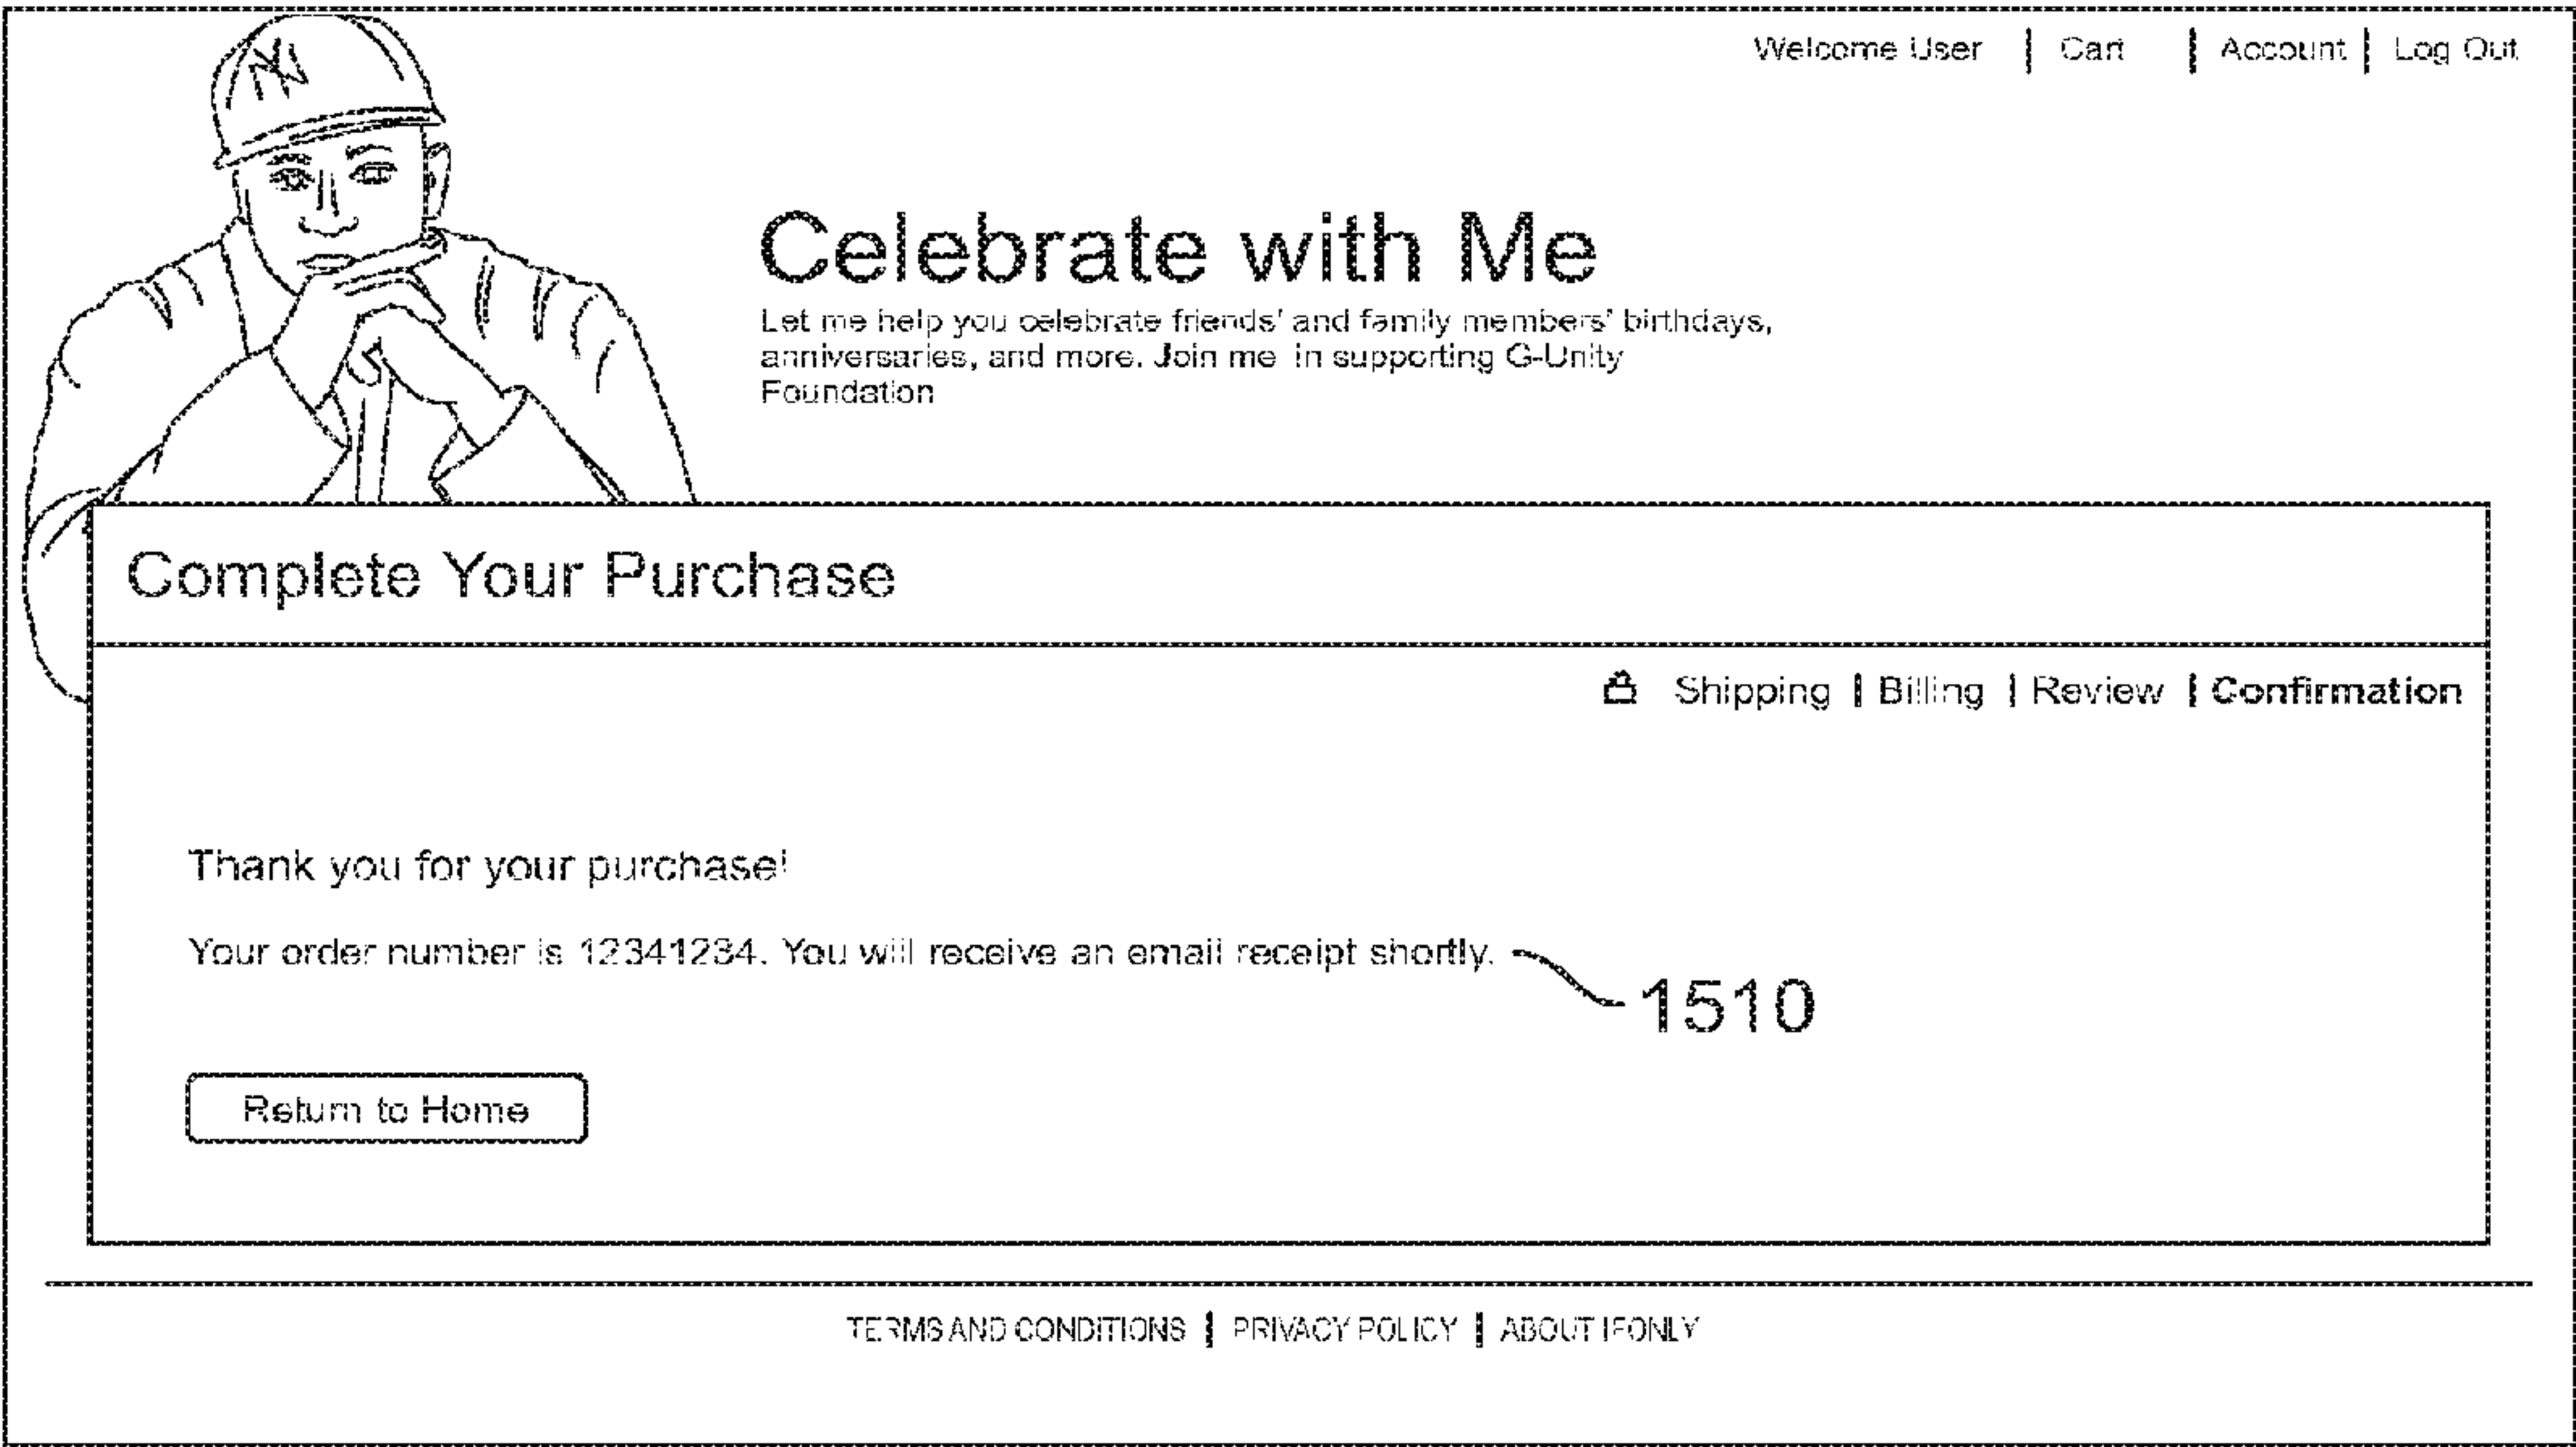 NY
Welcome User | Cart | Account | Log Out
Celebrate with Me
Let me help you celebrate friends' and family members' birthdays,
anniversaries, and more. Join me in supporting G-Unity
Foundation
Complete Your Purchase
Shipping | Billing | Review | Confirmation
Thank you for your purchase!
Your order number is 12341234. You will receive an email receipt shortly.
1510
Return to Home
TERMS AND CONDITIONS | PRIVACY POLICY | ABOUT IFONLY